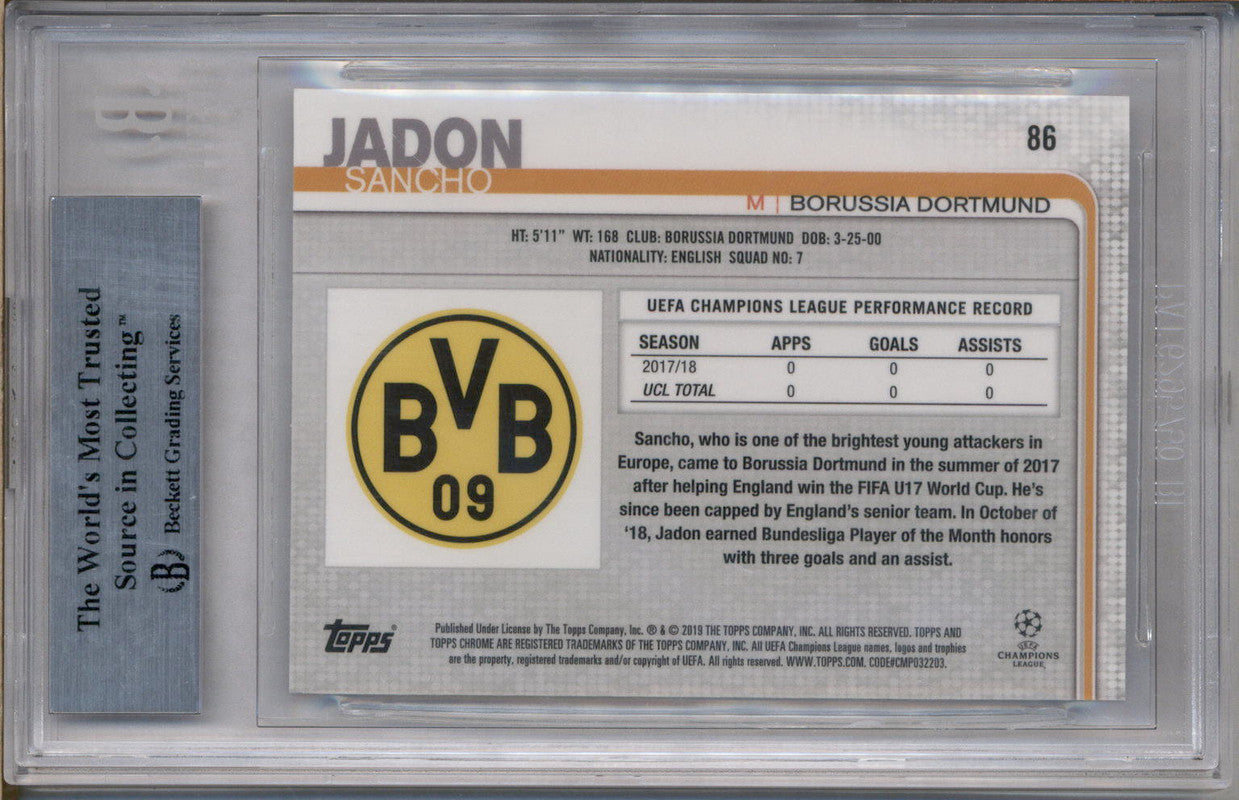 The World's Most Trusted
Source in Collecting™
Beckett Grading Services
JADON
SANCHO
86
M | BORUSSIA DORTMUND
HT: 5'11" WT: 168 CLUB: BORUSSIA DORTMUND DOB: 3-25-00
NATIONALITY: ENGLISH SQUAD NO: 7
BVB
09
UEFA CHAMPIONS LEAGUE PERFORMANCE RECORD
SEASON APPS GOALS ASSISTS
2017/18 0 0 0
UCL TOTAL 0 0 0
Sancho, who is one of the brightest young attackers in
Europe, came to Borussia Dortmund in the summer of 2017
after helping England win the FIFA U17 World Cup. He's
since been capped by England's senior team. In October of
'18, Jadon earned Bundesliga Player of the Month honors
with three goals and an assist.
topps®
Published Under License by The Topps Company, Inc. ® & © 2019 THE TOPPS COMPANY, INC. ALL RIGHTS RESERVED. TOPPS AND
TOPPS CHROME ARE REGISTERED TRADEMARKS OF THE TOPPS COMPANY, INC. All UEFA Champions League names, logos and trophies
are the property, registered trademarks and/or copyright of UEFA. All rights reserved. WWW.TOPPS.COM. CODE#CMP032203.
UEFA
CHAMPIONS
LEAGUE